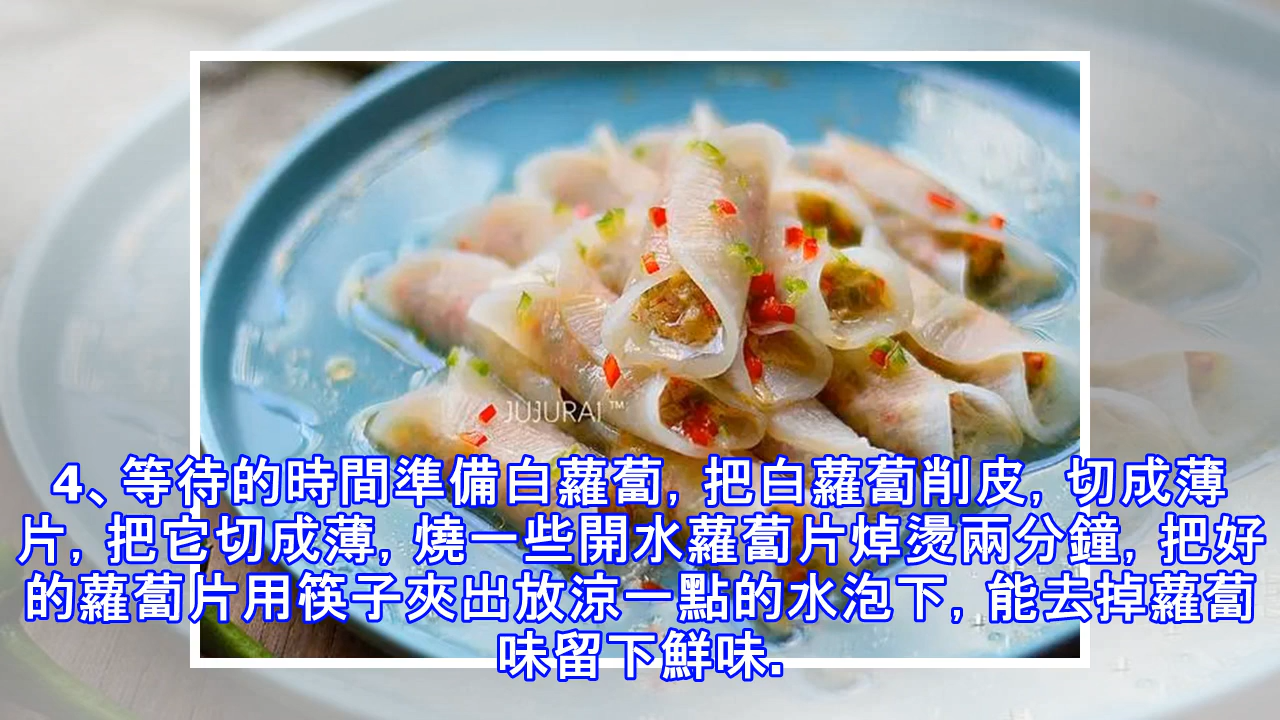 JUJURAI ™
4、等待的時間準備白蘿蔔, 把白蘿蔔削皮, 切成薄
片, 把它切成薄, 燒一些開水蘿蔔片焯燙兩分鐘, 把好
的蘿蔔片用筷子夾出放涼一點的水泡下, 能去掉蘿蔔
味留下鮮味.